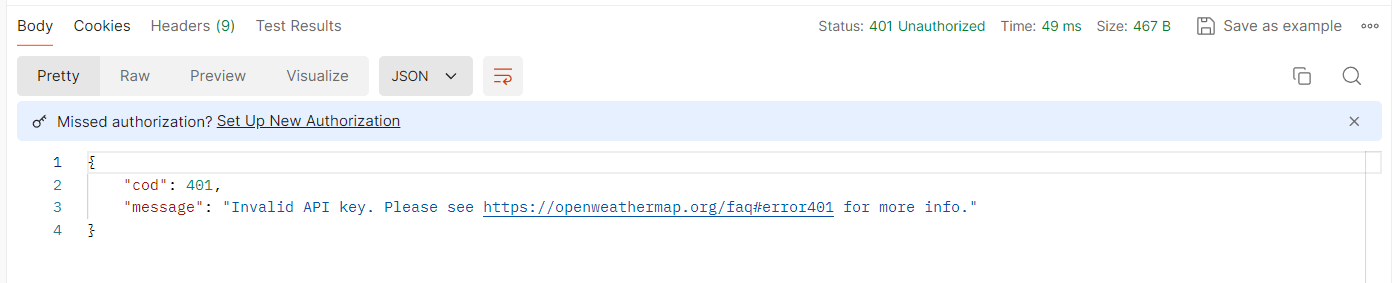 Body Cookies Headers (9) Test Results Status: 401 Unauthorized Time: 49 ms Size: 467 B Save as example
Pretty Raw Preview Visualize JSON
Missed authorization? Set Up New Authorization
1 {
2 "cod": 401,
3 "message": "Invalid API key. Please see https://openweathermap.org/faq#error401 for more info."
4 }